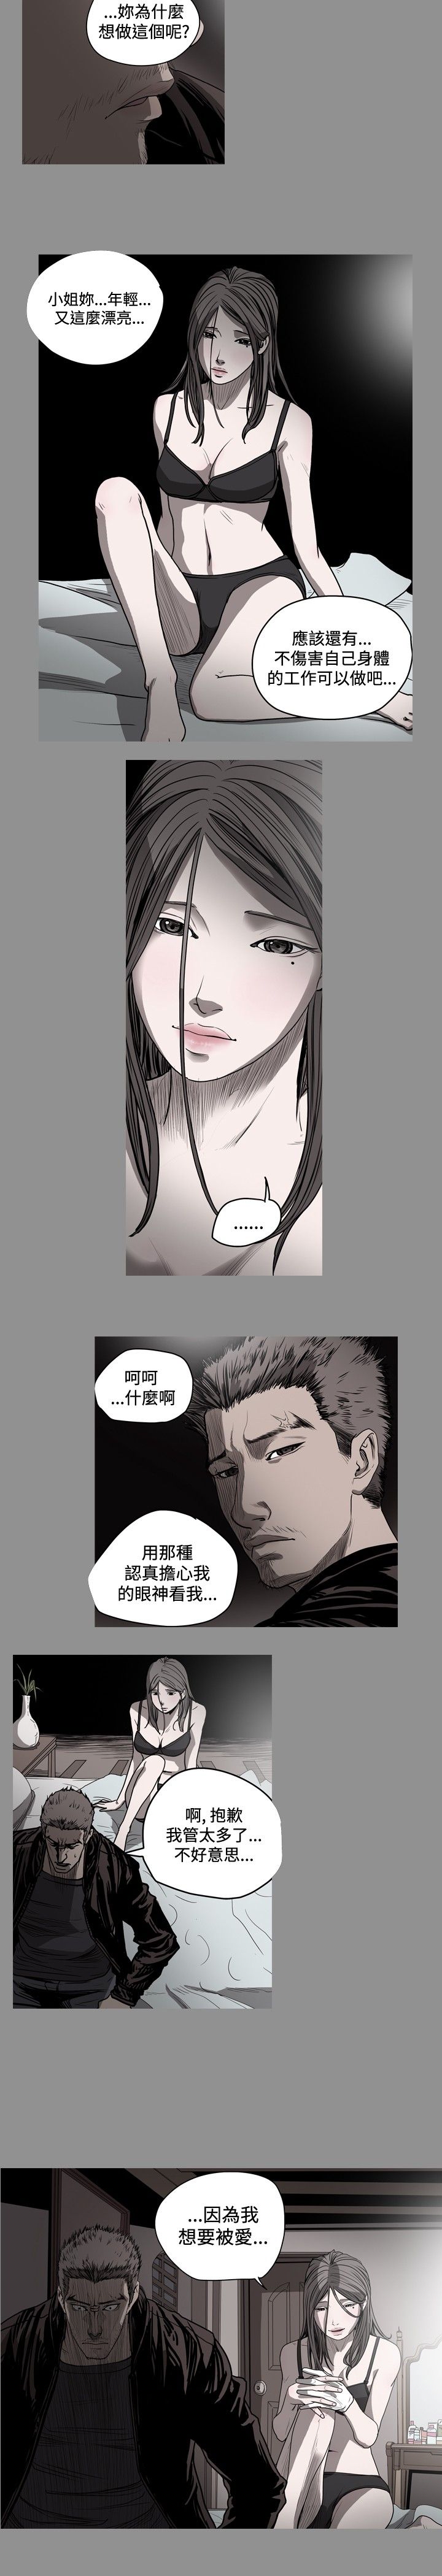 ...妳為什麼
想做這個呢?
小姐妳...年輕...
又這麼漂亮...
應該還有...
不傷害自己身體
的工作可以做吧...
......
呵呵
...什麼啊
用那種
認真擔心我
的眼神看我...
啊, 抱歉
我管太多了...
不好意思...
...因為我
想要被愛...